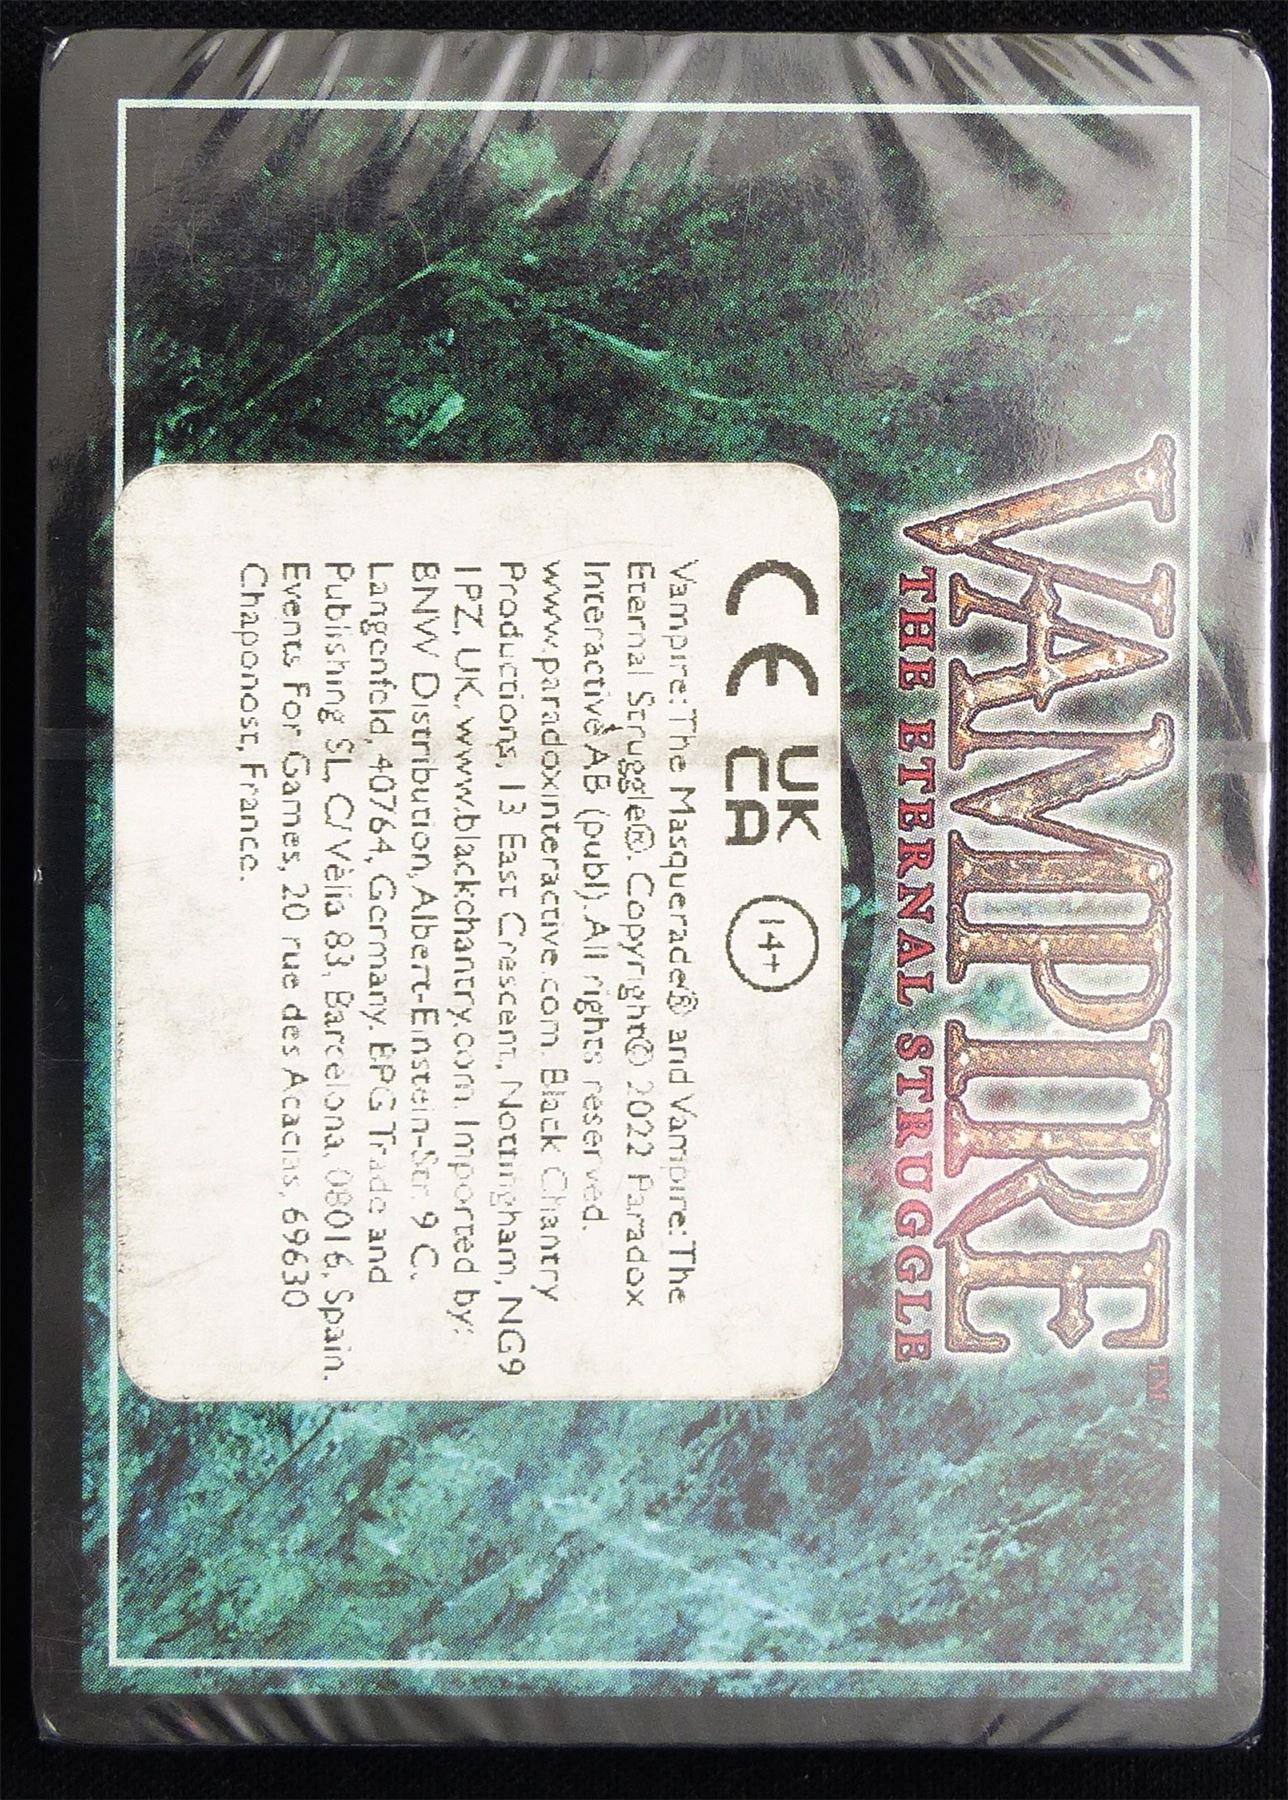 VAMPIRE™
THE ETERNAL STRUGGLE
CE UK CA 14+
Vampire: The Masquerade® and Vampire: The
Eternal Struggle®. Copyright© 2022 Paradox
Interactive AB (publ). All rights reserved.
www.paradoxinteractive.com. Black Chantry
Productions, 13 East Crescent, Nottingham, NG9
1PZ, UK, www.blackchantry.com. Imported by:
BNW Distribution, Albert-Einstein-Str 9 C,
Langenfeld, 40764, Germany. EPG Trade and
Publishing SL, C/ Vèlia 83, Barcelona, 08016, Spain.
Events For Games, 20 rue des Acacias, 69630
Chaponost, France.